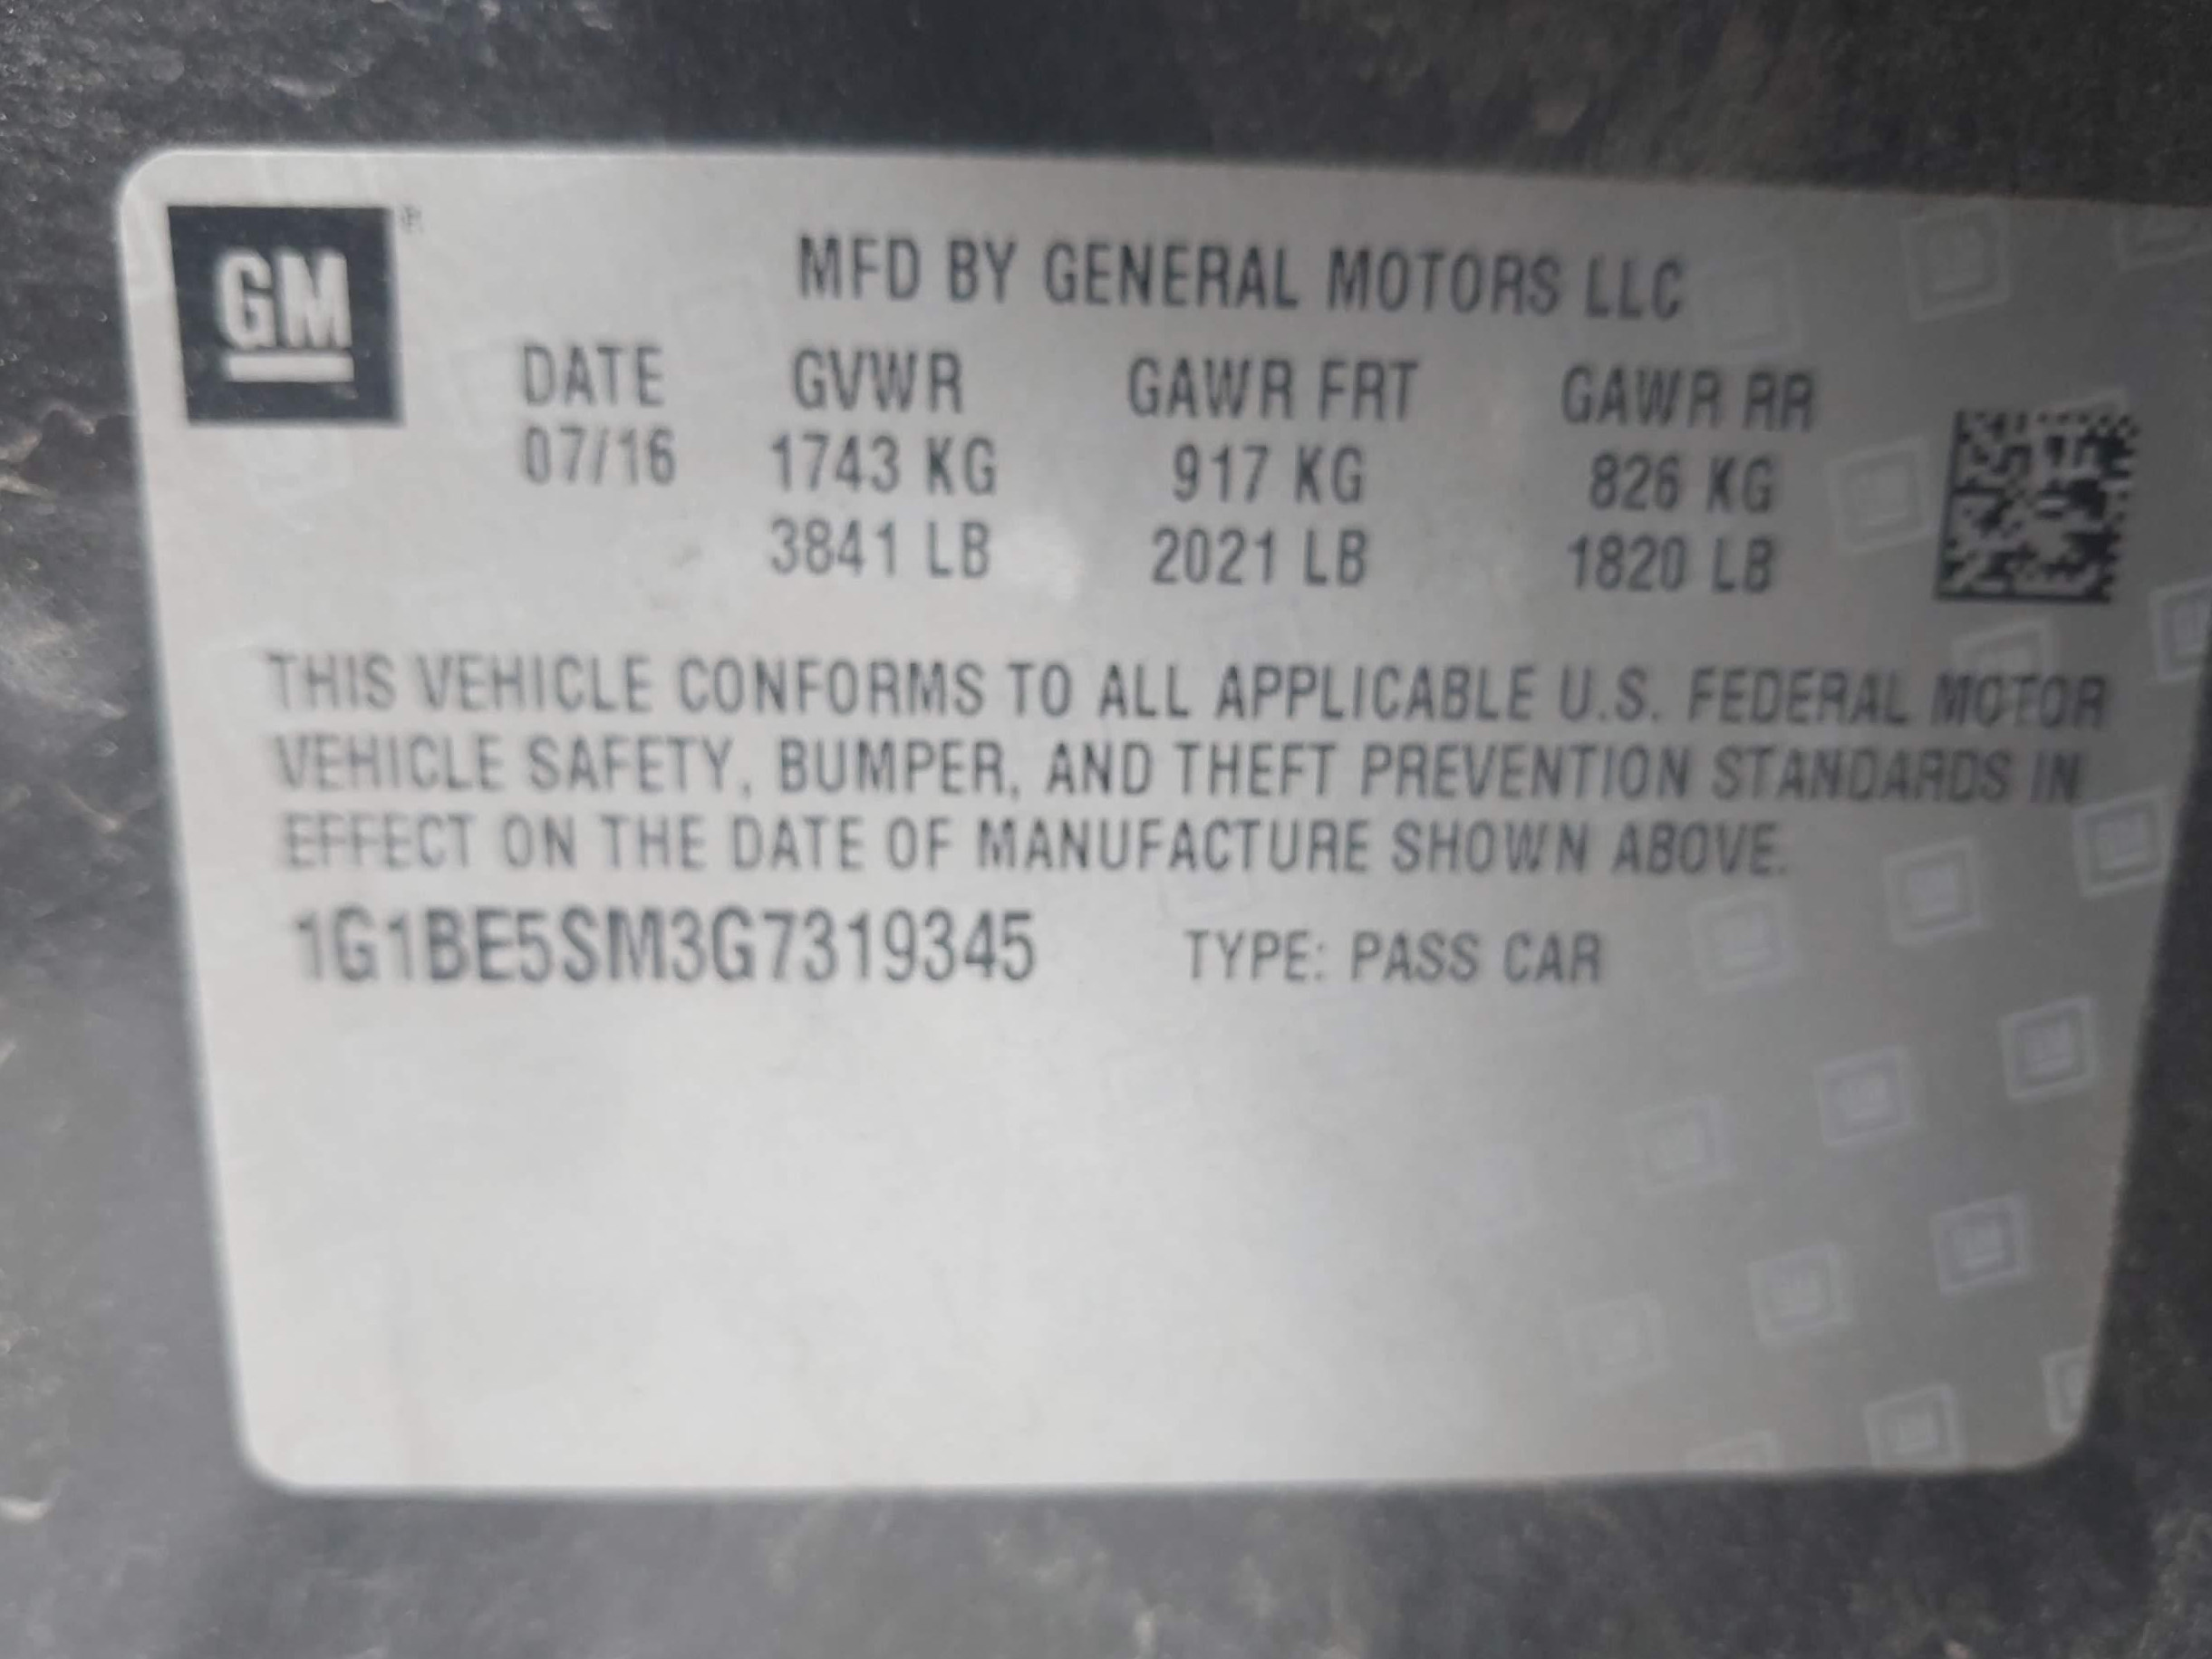 GM
MFD BY GENERAL MOTORS LLC
DATE GVWR GAWR FRT GAWR RR
07/16 1743 KG 917 KG 826 KG
3841 LB 2021 LB 1820 LB
THIS VEHICLE CONFORMS TO ALL APPLICABLE U.S. FEDERAL MOTOR
VEHICLE SAFETY, BUMPER, AND THEFT PREVENTION STANDARDS IN
EFFECT ON THE DATE OF MANUFACTURE SHOWN ABOVE.
1G1BE5SM3G7319345 TYPE: PASS CAR